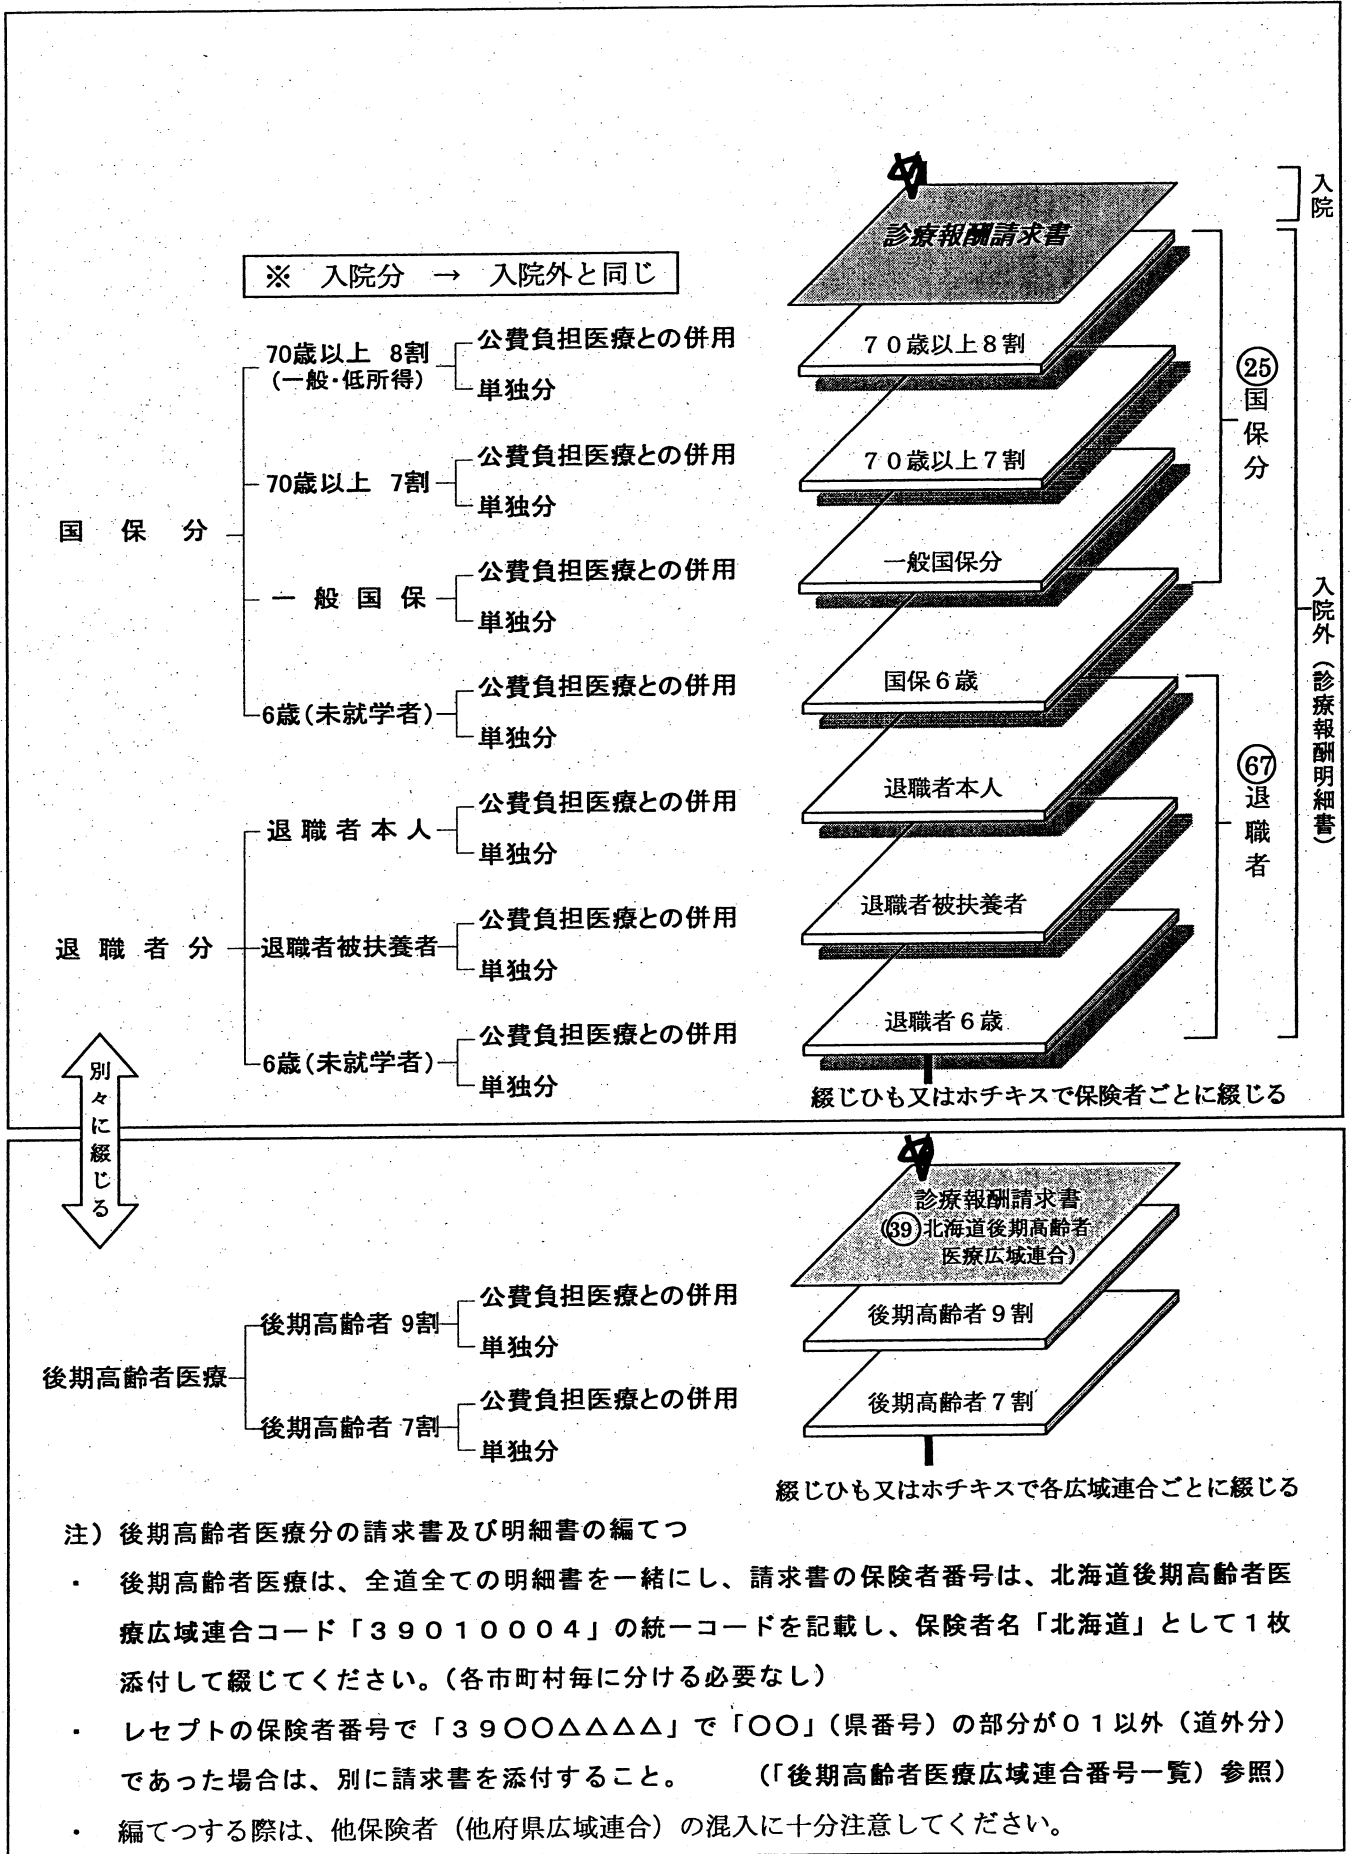 ※　入院分　→　入院外と同じ
国保分
70歳以上 8割
(一般・低所得)
公費負担医療との併用
単独分
70歳以上 7割
公費負担医療との併用
単独分
一般国保
公費負担医療との併用
単独分
6歳(未就学者)
公費負担医療との併用
単独分
退職者分
退職者本人
公費負担医療との併用
単独分
退職者被扶養者
公費負担医療との併用
単独分
6歳(未就学者)
公費負担医療との併用
単独分
診療報酬請求書
７０歳以上８割
７０歳以上７割
一般国保分
国保６歳
退職者本人
退職者被扶養者
退職者６歳
㉕国保分
67退職者
入院
入院外（診療報酬明細書）
綴じひも又はホチキスで保険者ごとに綴じる
別々に綴じる
後期高齢者医療
後期高齢者 9割
公費負担医療との併用
単独分
後期高齢者 7割
公費負担医療との併用
単独分
診療報酬請求書
(㊴北海道後期高齢者
医療広域連合)
後期高齢者９割
後期高齢者７割
綴じひも又はホチキスで各広域連合ごとに綴じる
注）後期高齢者医療分の請求書及び明細書の編てつ
・　後期高齢者医療は、全道全ての明細書を一緒にし、請求書の保険者番号は、北海道後期高齢者医
療広域連合コード「３９０１０００４」の統一コードを記載し、保険者名「北海道」として１枚
添付して綴じてください。（各市町村毎に分ける必要なし）
・　レセプトの保険者番号で「３９○○△△△△」で「○○」（県番号）の部分が０１以外（道外分）
であった場合は、別に請求書を添付すること。　（「後期高齢者医療広域連合番号一覧）参照）
・　編てつする際は、他保険者（他府県広域連合）の混入に十分注意してください。